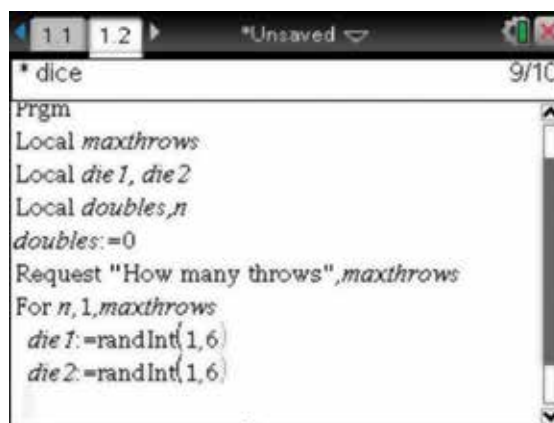 1.1 1.2 *Unsaved
* dice 9/10
Prgm
Local maxthrows
Local die1, die2
Local doubles,n
doubles:=0
Request "How many throws",maxthrows
For n,1,maxthrows
die1:=randInt(1,6)
die2:=randInt(1,6)